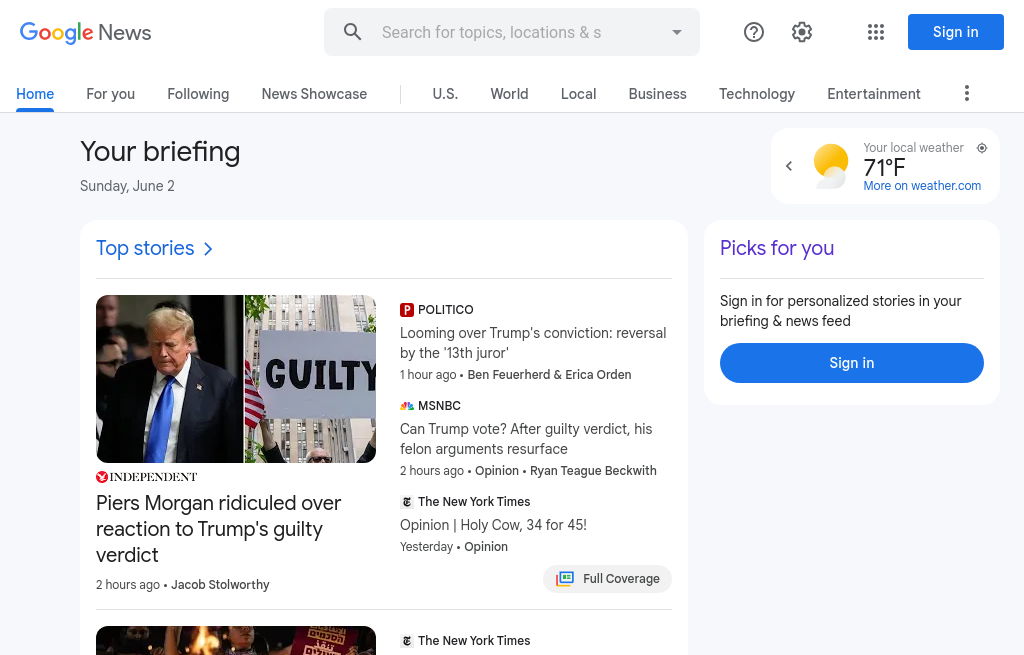 Google News
Search for topics, locations & s
Sign in
Home
For you
Following
News Showcase
U.S.
World
Local
Business
Technology
Entertainment
Your briefing
Sunday, June 2
Your local weather
71°F
More on weather.com
Top stories
GUILTY
INDEPENDENT
Piers Morgan ridiculed over
reaction to Trump's guilty
verdict
2 hours ago • Jacob Stolworthy
POLITICO
Looming over Trump's conviction: reversal
by the '13th juror'
1 hour ago • Ben Feuerherd & Erica Orden
MSNBC
Can Trump vote? After guilty verdict, his
felon arguments resurface
2 hours ago • Opinion • Ryan Teague Beckwith
The New York Times
Opinion | Holy Cow, 34 for 45!
Yesterday • Opinion
Full Coverage
The New York Times
Picks for you
Sign in for personalized stories in your
briefing & news feed
Sign in